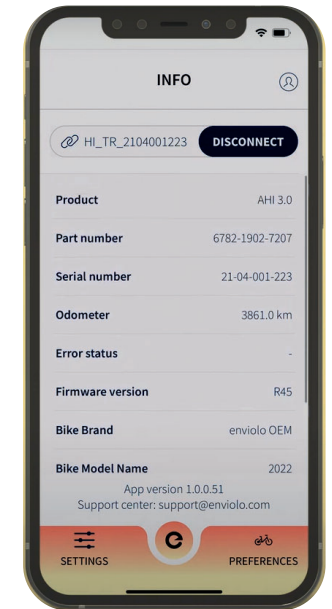 INFO
HI_TR_2104001223 DISCONNECT
Product AHI 3.0
Part number 6782-1902-7207
Serial number 21-04-001-223
Odometer 3861.0 km
Error status -
Firmware version R45
Bike Brand enviolo OEM
Bike Model Name 2022
App version 1.0.0.51
Support center: support@enviolo.com
SETTINGS PREFERENCES